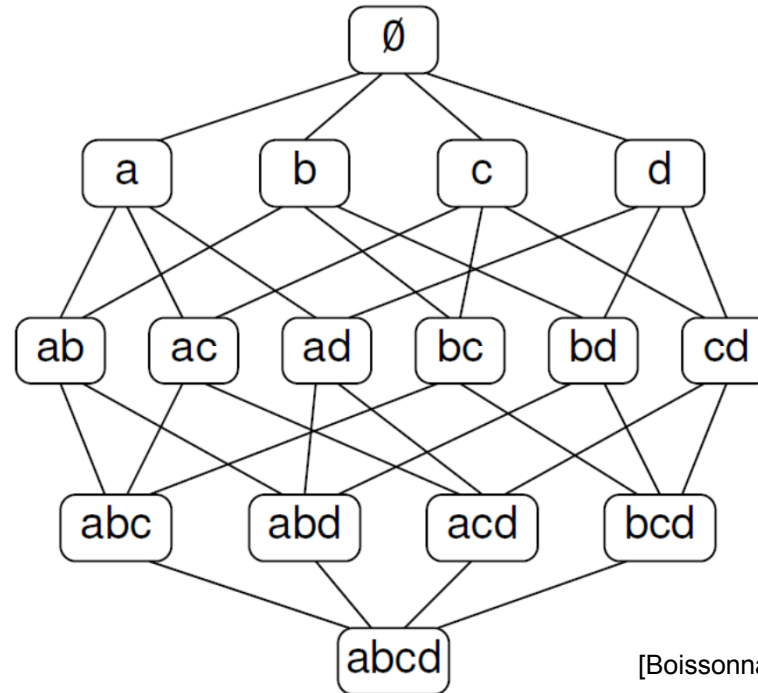 ∅
a b c d
ab ac ad bc bd cd
abc abd acd bcd
abcd
[Boissonna